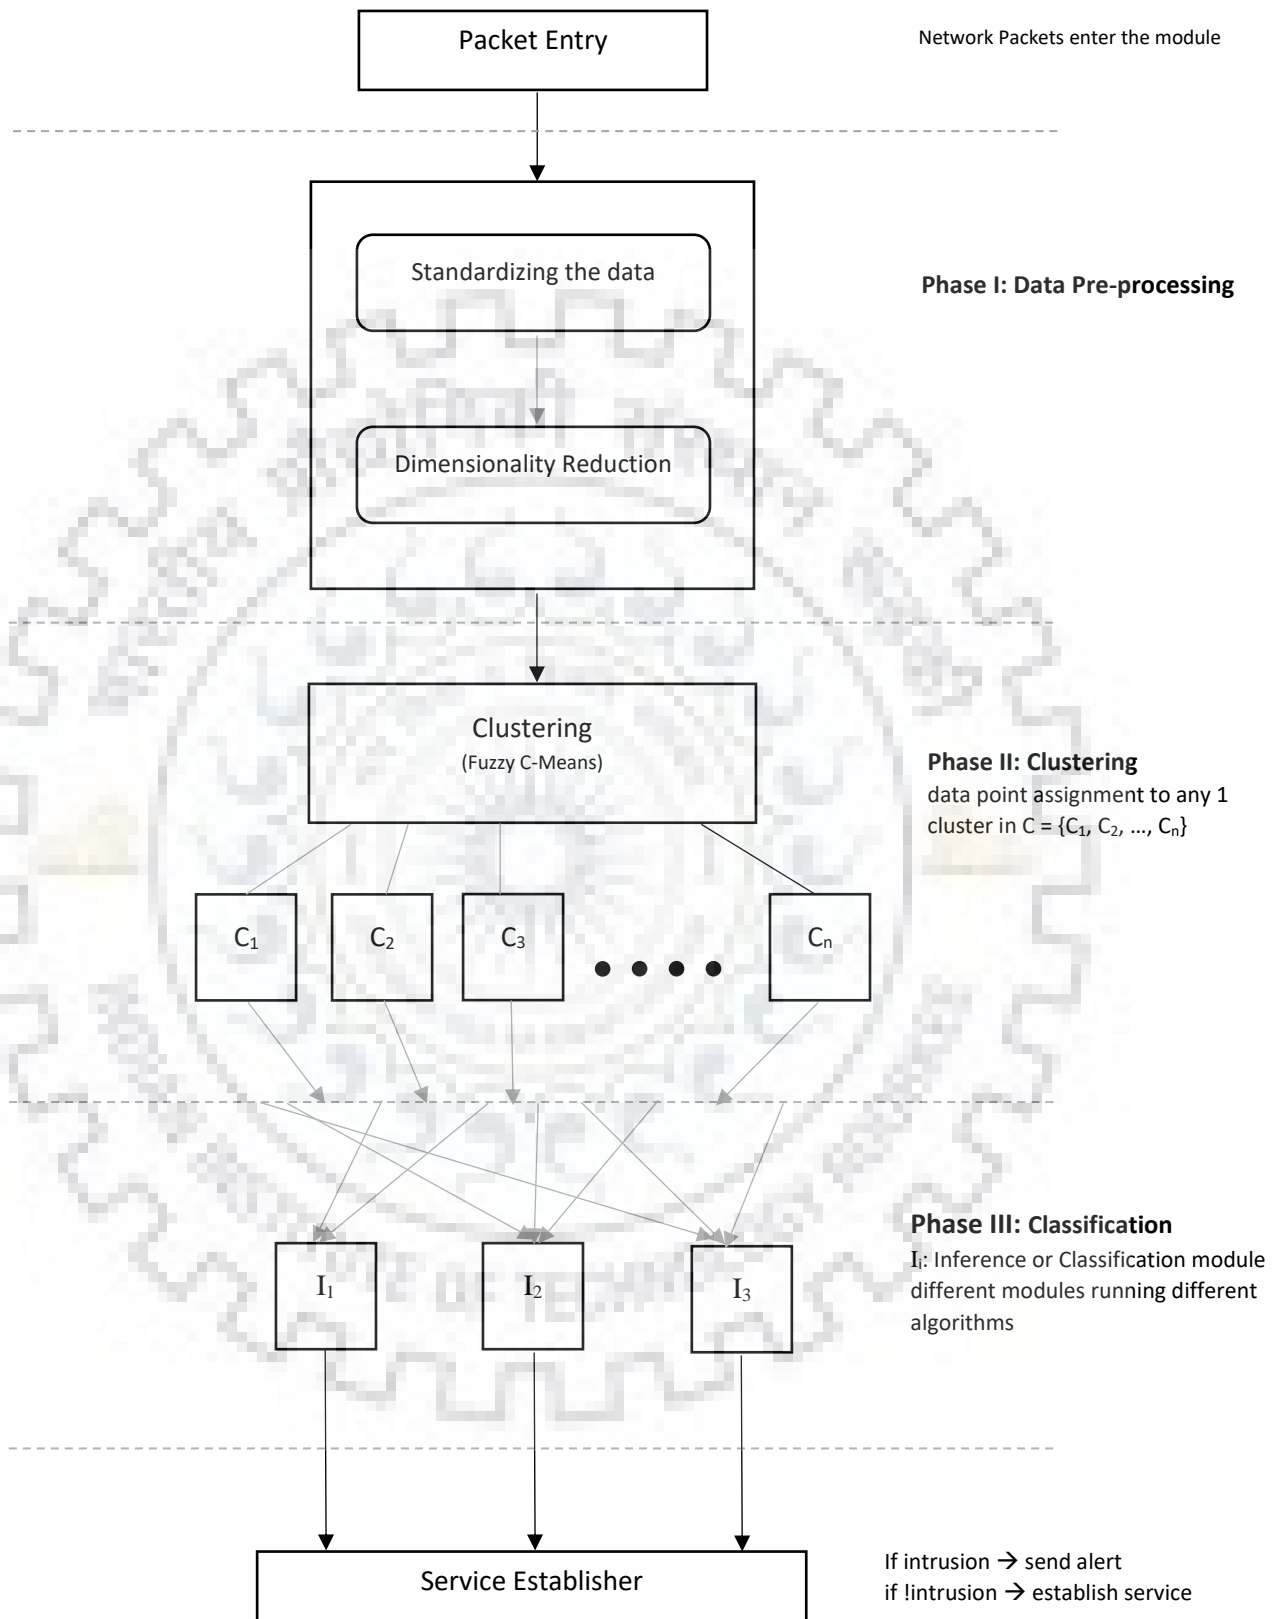 Packet Entry
Network Packets enter the module
Standardizing the data
Phase I: Data Pre-processing
Dimensionality Reduction
Clustering
(Fuzzy C-Means)
Phase II: Clustering
data point assignment to any 1
cluster in C = {C₁, C₂, ..., Cₙ}
C₁
C₂
C₃
Cₙ
Phase III: Classification
Iᵢ: Inference or Classification module
different modules running different
algorithms
I₁
I₂
I₃
Service Establisher
If intrusion → send alert
if !intrusion → establish service